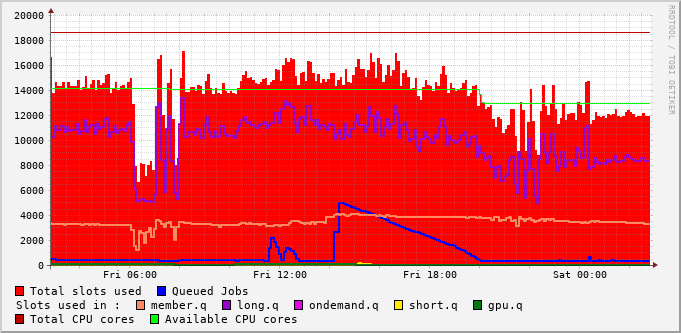 20000
18000
16000
14000
12000
10000
8000
6000
4000
2000
0
Fri 06:00 Fri 12:00 Fri 18:00 Sat 00:00
RRDTOOL / TOBI OETIKER
Total slots used Queued Jobs
Slots used in : member.q long.q ondemand.q short.q gpu.q
Total CPU cores Available CPU cores